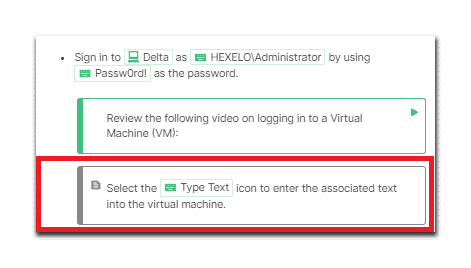 Sign in to Delta as HEXELO\Administrator by using
Passw0rd! as the password.
Review the following video on logging in to a Virtual
Machine (VM):
Select the Type Text icon to enter the associated text
into the virtual machine.